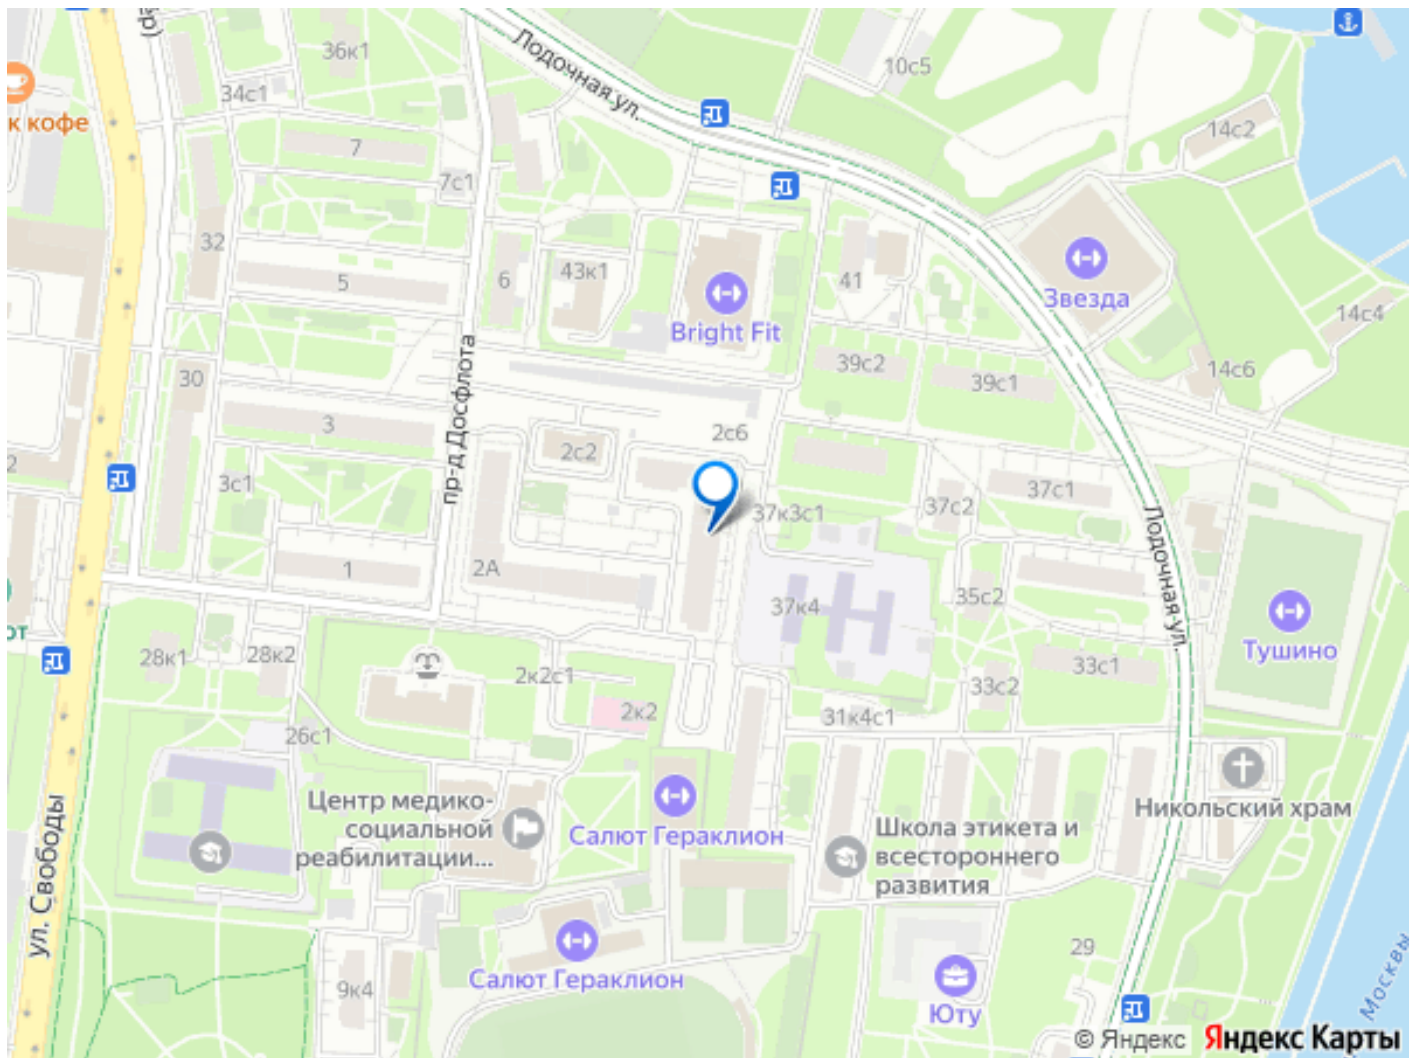 36к1
Лодочная ул.
10с5
34с1
к кофе
14с2
7
7с1
32
5
6
43к1
41
Звезда
Bright Fit
14с4
39с2
39с1
14с6
30
пр-д Досфлота
3
2с6
2с2
2
3с1
37с1
37с2
37к3с1
Лодочная ул.
1
2А
35с2
37к4
от
Тушино
28к1
28к2
2к2с1
33с1
33с2
2к2
31к4с1
26с1
ул. Свободы
Центр медико-
социальной
реабилитации...
Салют Гераклион
Школа этикета и
всестороннего
развития
Никольский храм
29
Салют Гераклион
9к4
Юту
Москвы
© Яндекс Яндекс Карты